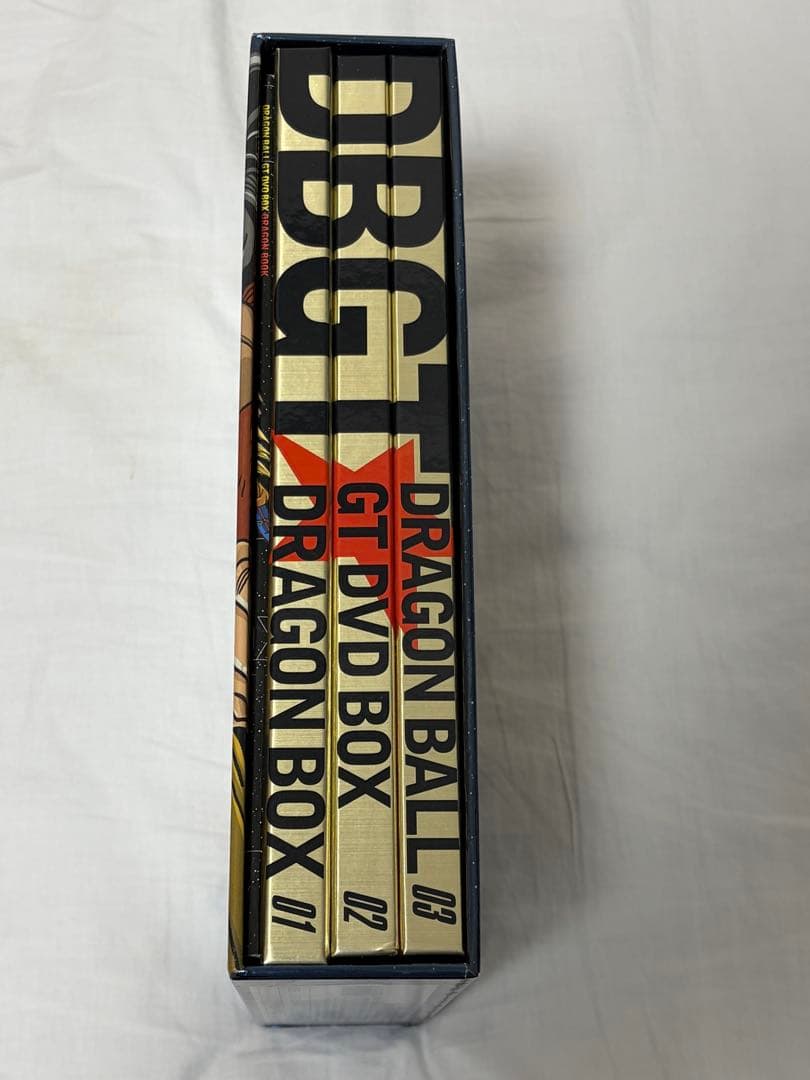 DRAGON BALL GT DVD BOX DRAGON BOOK
DBGT
DRAGON BALL
GT DVD BOX
DRAGON BOX
01
02
03